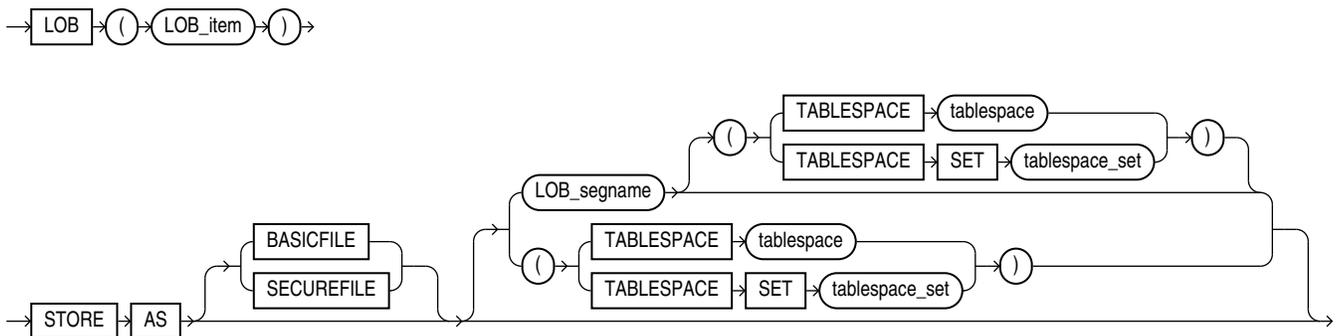 LOB ( LOB_item )
TABLESPACE tablespace
( )
TABLESPACE SET tablespace_set
LOB_segname
BASICFILE TABLESPACE tablespace
( )
SECUREFILE TABLESPACE SET tablespace_set
STORE AS